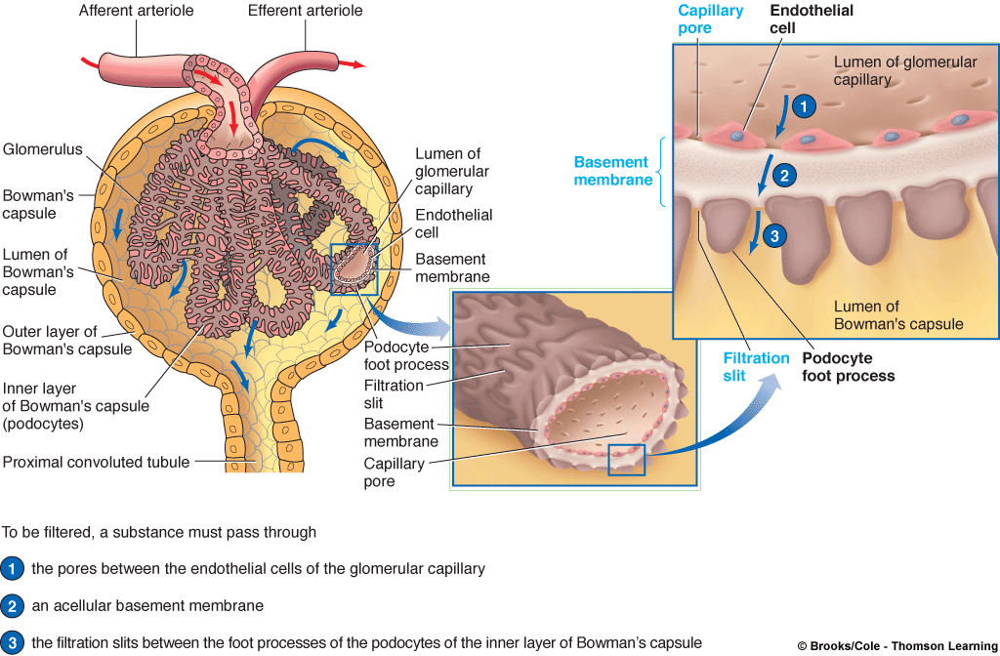 Afferent arteriole
Efferent arteriole
Glomerulus
Bowman's
capsule
Lumen of
Bowman's
capsule
Outer layer of
Bowman's capsule
Inner layer
of Bowman's capsule
(podocytes)
Proximal convoluted tubule
Lumen of
glomerular
capillary
Endothelial
cell
Basement
membrane
Podocyte
foot process
Filtration
slit
Basement
membrane
Capillary
pore
Capillary
pore
Endothelial
cell
Lumen of glomerular
capillary
1
Basement
membrane
2
3
Lumen of
Bowman's capsule
Filtration
slit
Podocyte
foot process
To be filtered, a substance must pass through
1 the pores between the endothelial cells of the glomerular capillary
2 an acellular basement membrane
3 the filtration slits between the foot processes of the podocytes of the inner layer of Bowman's capsule
© Brooks/Cole - Thomson Learning